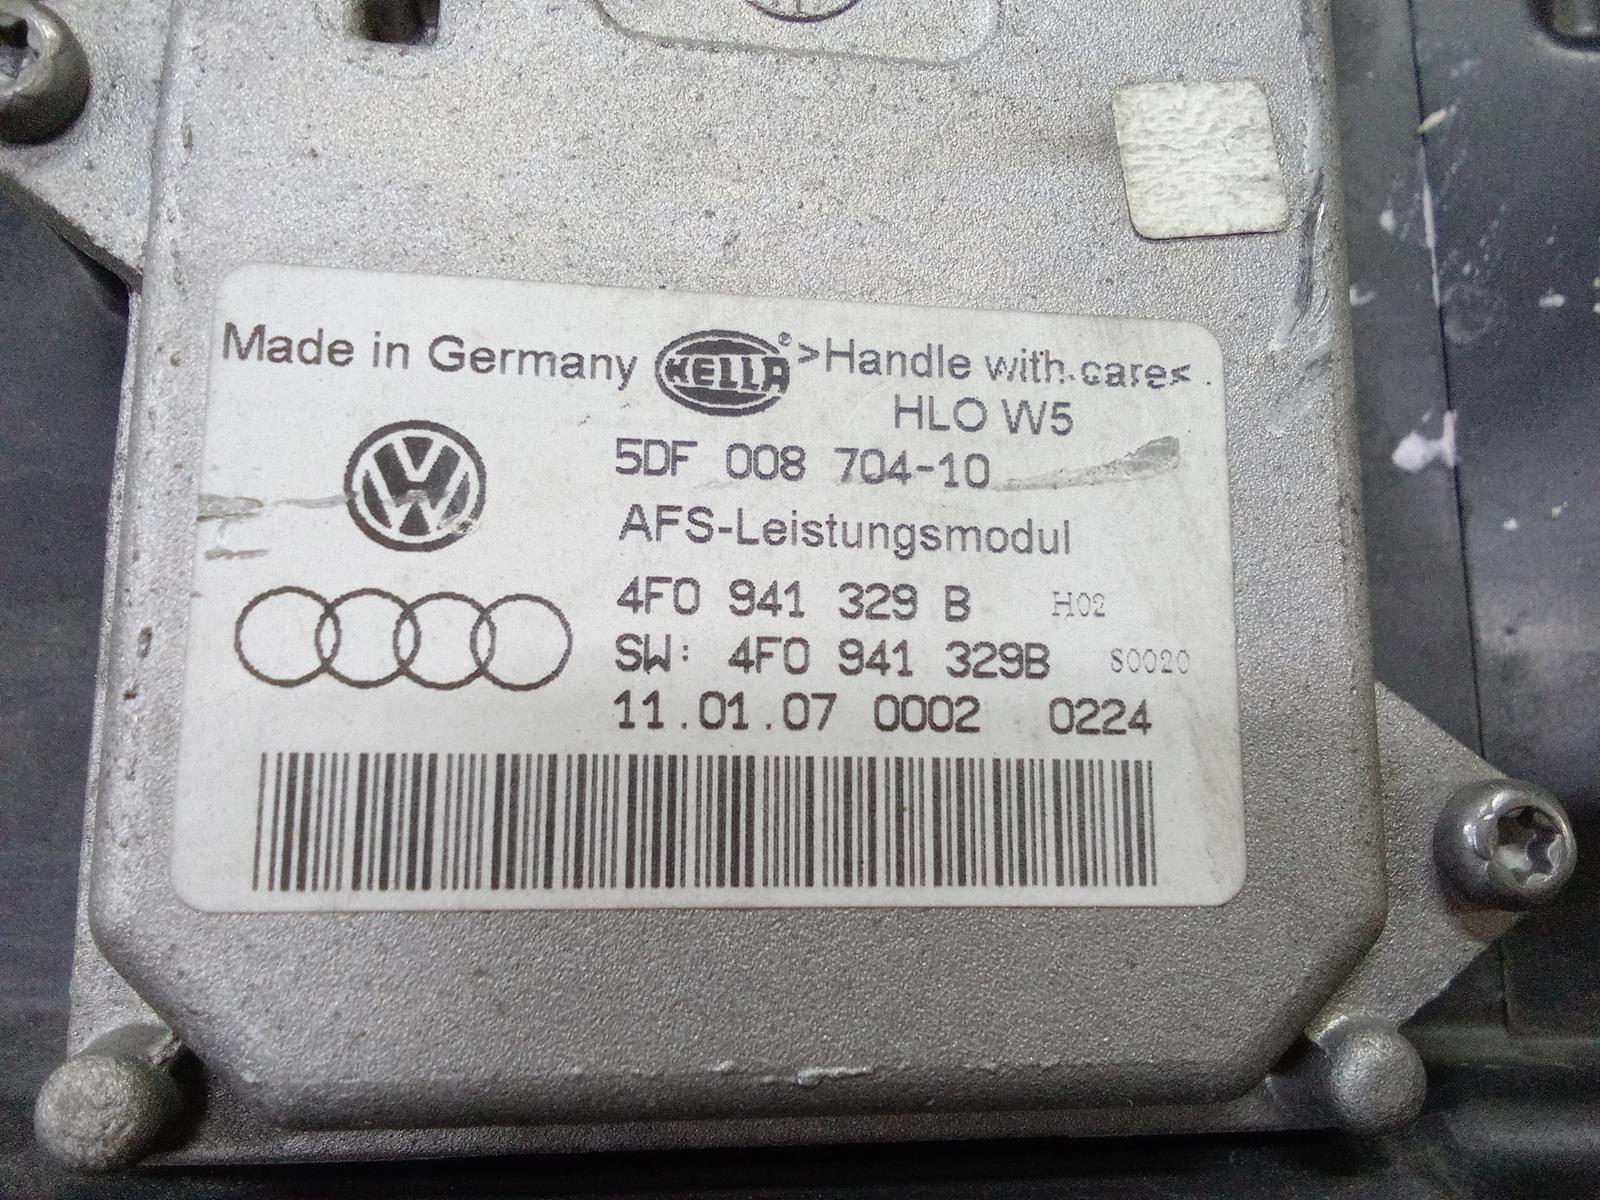 Made in Germany HELLA® >Handle with care<
HLO W5
5DF 008 704-10
AFS-Leistungsmodul
4F0 941 329 B H02
SW: 4F0 941 329B S0020
11.01.07 0002 0224